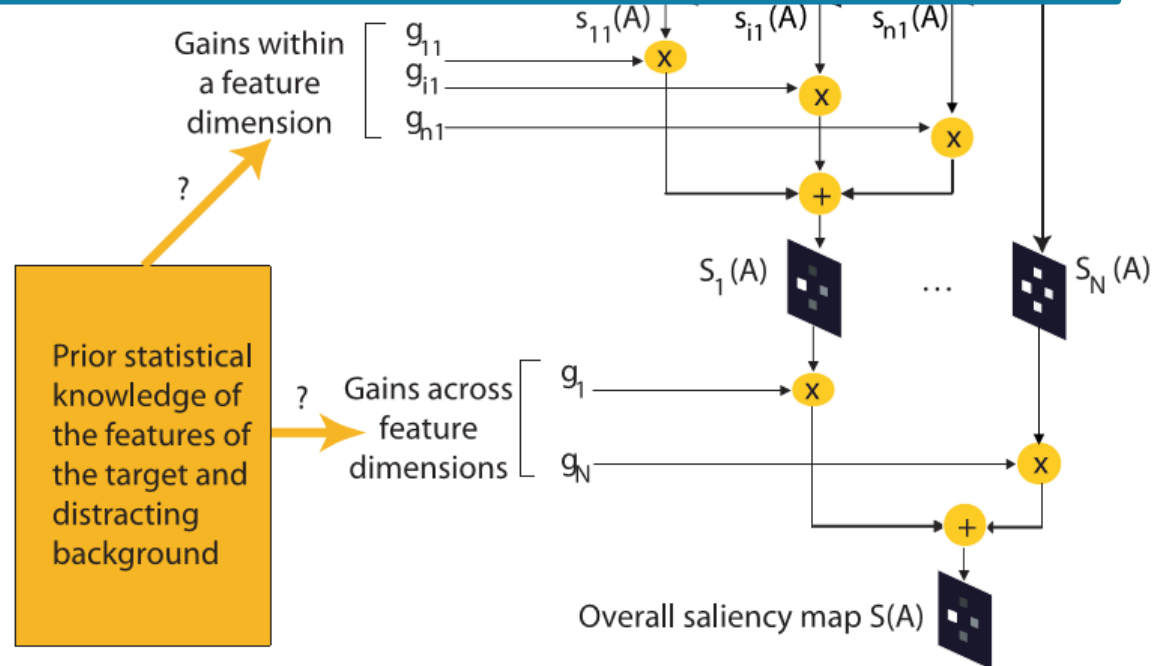 s11(A) si1(A) sn1(A)
Gains within
a feature
dimension
g11
gi1
gn1
x
x
x
+
?
S1(A)
...
SN(A)
Prior statistical
knowledge of
the features of
the target and
distracting
background
?
Gains across
feature
dimensions
g1
gN
x
x
+
Overall saliency map S(A)